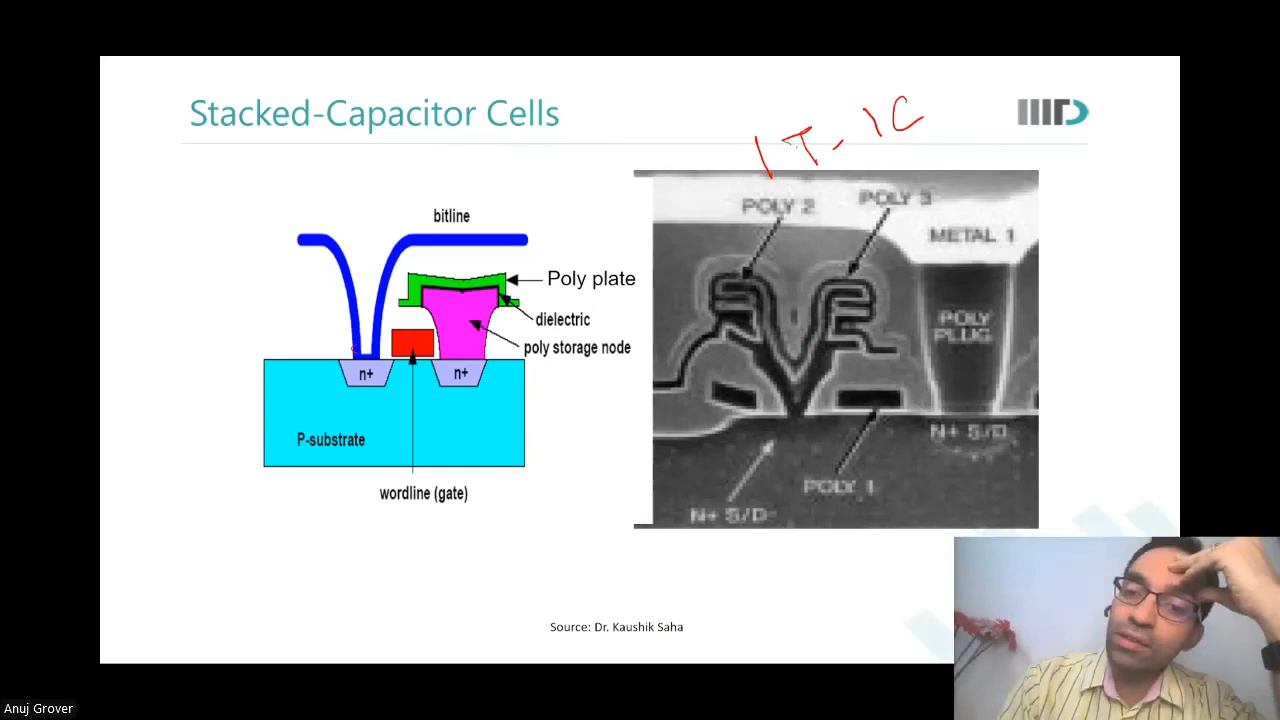 Stacked-Capacitor Cells
IIITD
1T-1C
bitline
Poly plate
dielectric
poly storage node
n+
n+
P-substrate
wordline (gate)
POLY 2
POLY 3
METAL 1
POLY
PLUG
N+ S/D
POLY 1
N+ S/D
Source: Dr. Kaushik Saha
Anuj Grover